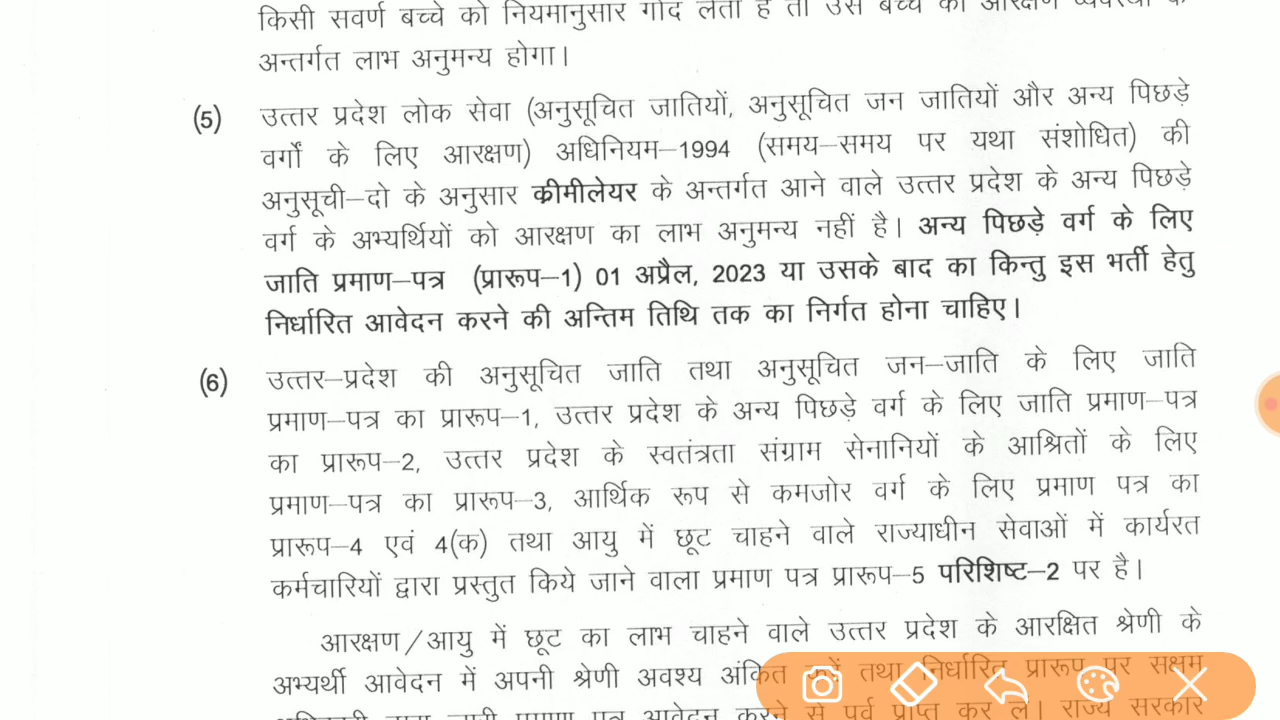 किसी सवर्ण बच्चे को नियमानुसार गोद लेता है तो उस बच्चे को आरक्षण व्यवस्था के
अन्तर्गत लाभ अनुमन्य होगा।
(5) उत्तर प्रदेश लोक सेवा (अनुसूचित जातियों, अनुसूचित जन जातियों और अन्य पिछड़े
वर्गों के लिए आरक्षण) अधिनियम–1994 (समय–समय पर यथा संशोधित) की
अनुसूची–दो के अनुसार क्रीमीलेयर के अन्तर्गत आने वाले उत्तर प्रदेश के अन्य पिछड़े
वर्ग के अभ्यर्थियों को आरक्षण का लाभ अनुमन्य नहीं है। अन्य पिछड़े वर्ग के लिए
जाति प्रमाण–पत्र (प्रारूप–1) 01 अप्रैल, 2023 या उसके बाद का किन्तु इस भर्ती हेतु
निर्धारित आवेदन करने की अन्तिम तिथि तक का निर्गत होना चाहिए।
(6) उत्तर–प्रदेश की अनुसूचित जाति तथा अनुसूचित जन–जाति के लिए जाति
प्रमाण–पत्र का प्रारूप–1, उत्तर प्रदेश के अन्य पिछड़े वर्ग के लिए जाति प्रमाण–पत्र
का प्रारूप–2, उत्तर प्रदेश के स्वतंत्रता संग्राम सेनानियों के आश्रितों के लिए
प्रमाण–पत्र का प्रारूप–3, आर्थिक रूप से कमजोर वर्ग के लिए प्रमाण पत्र का
प्रारूप–4 एवं 4(क) तथा आयु में छूट चाहने वाले राज्याधीन सेवाओं में कार्यरत
कर्मचारियों द्वारा प्रस्तुत किये जाने वाला प्रमाण पत्र प्रारूप–5 परिशिष्ट–2 पर है।
आरक्षण/आयु में छूट का लाभ चाहने वाले उत्तर प्रदेश के आरक्षित श्रेणी के
अभ्यर्थी आवेदन में अपनी श्रेणी अवश्य अंकित करें तथा निर्धारित प्रारूप पर सक्षम
प्रमाण पत्र आवेदन करने से पूर्व प्राप्त कर लें। राज्य सरकार